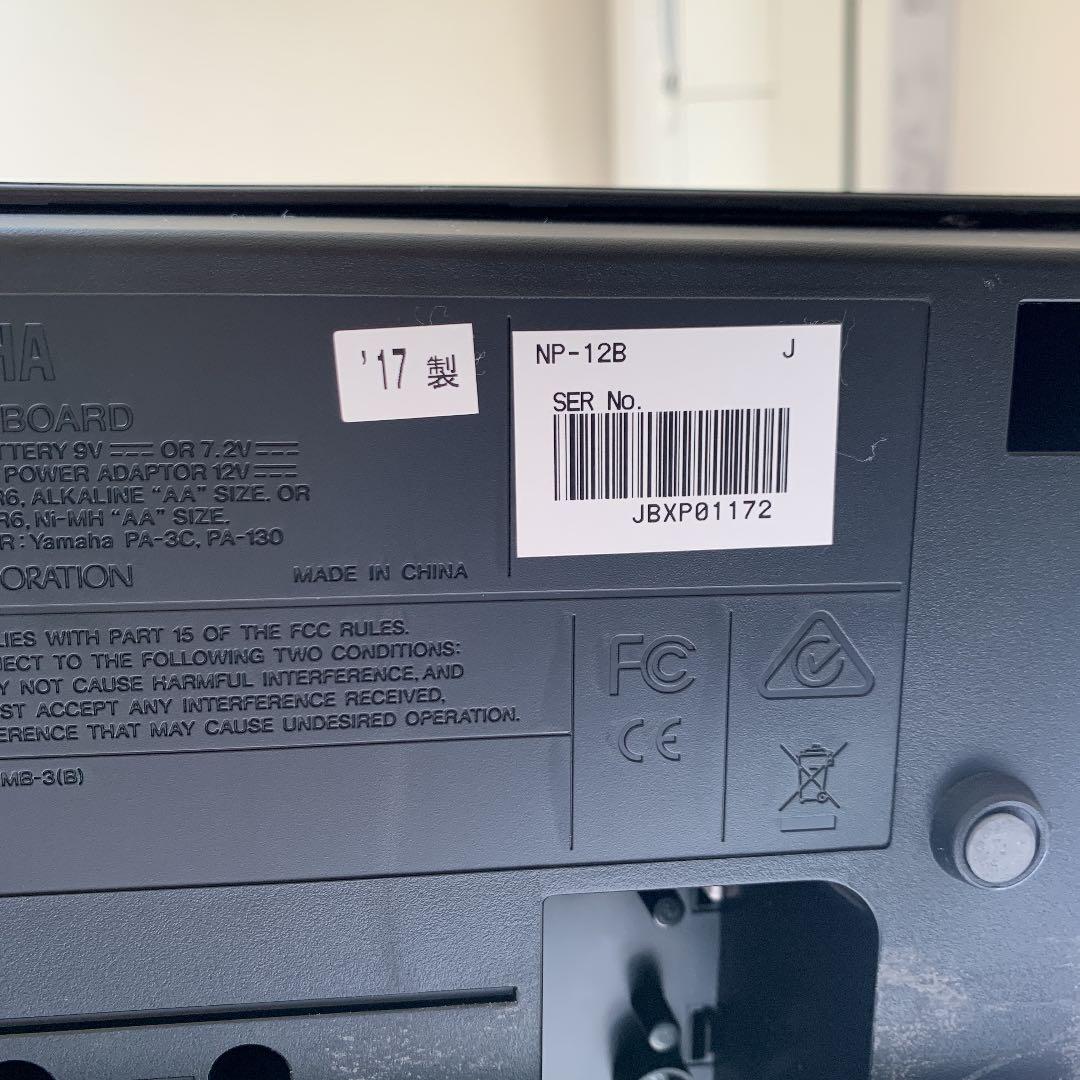 HA
'17 製
NP-12B J
SER No.
JBXP01172
BOARD
TTERY 9V OR 7.2V
POWER ADAPTOR 12V
R6, ALKALINE “AA” SIZE. OR
R6, Ni-MH “AA” SIZE.
R : Yamaha PA-3C, PA-130
ORATION
MADE IN CHINA
LIES WITH PART 15 OF THE FCC RULES.
JECT TO THE FOLLOWING TWO CONDITIONS:
Y NOT CAUSE HARMFUL INTERFERENCE, AND
ST ACCEPT ANY INTERFERENCE RECEIVED,
ERENCE THAT MAY CAUSE UNDESIRED OPERATION.
FC
CE
MB-3(B)